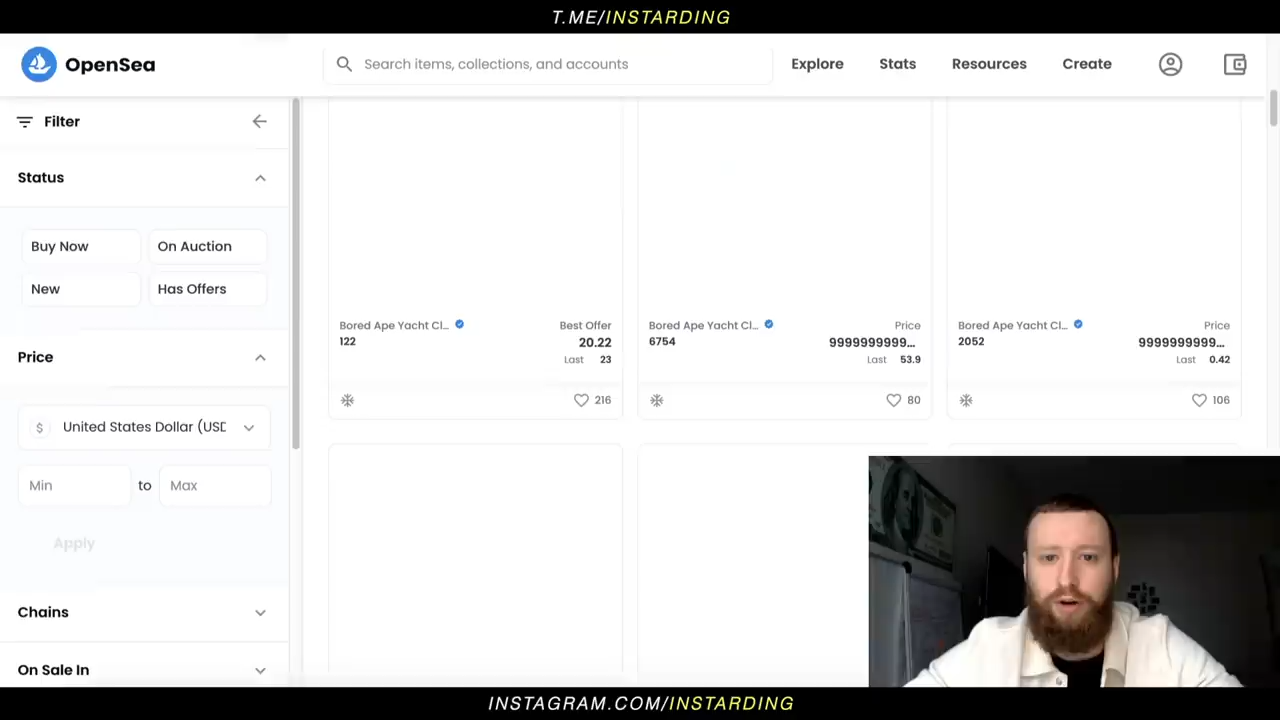 T.ME/INSTARDING
OpenSea
Search items, collections, and accounts
Explore
Stats
Resources
Create
Filter
Status
Buy Now
On Auction
New
Has Offers
Price
$
United States Dollar (USD
Min
to
Max
Apply
Chains
On Sale In
Bored Ape Yacht Cl...
Best Offer
122
20.22
Last 23
216
Bored Ape Yacht Cl...
Price
6754
9999999999...
Last 53.9
80
Bored Ape Yacht Cl...
Price
2052
9999999999...
Last 0.42
106
INSTAGRAM.COM/INSTARDING